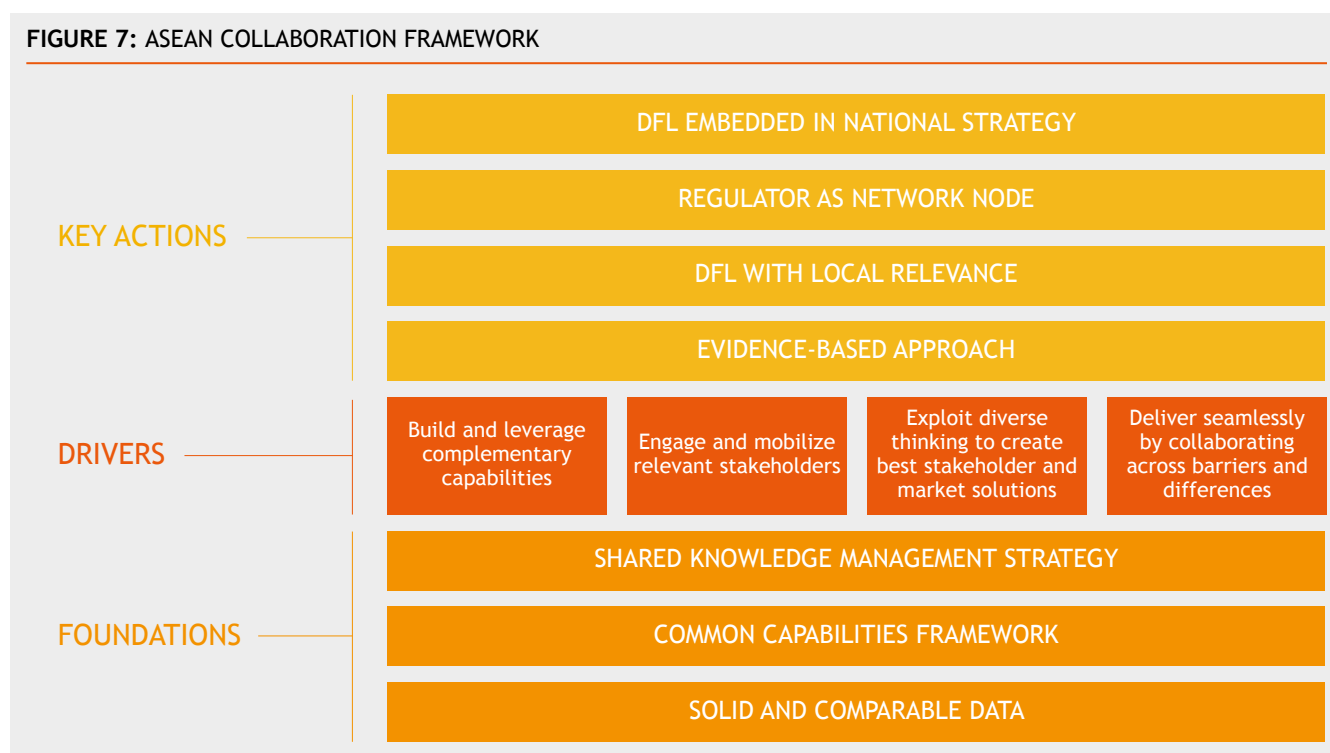 FIGURE 7: ASEAN COLLABORATION FRAMEWORK
KEY ACTIONS
DFL EMBEDDED IN NATIONAL STRATEGY
REGULATOR AS NETWORK NODE
DFL WITH LOCAL RELEVANCE
EVIDENCE-BASED APPROACH
DRIVERS
Build and leverage
complementary
capabilities
Engage and mobilize
relevant stakeholders
Exploit diverse
thinking to create
best stakeholder and
market solutions
Deliver seamlessly
by collaborating
across barriers and
differences
FOUNDATIONS
SHARED KNOWLEDGE MANAGEMENT STRATEGY
COMMON CAPABILITIES FRAMEWORK
SOLID AND COMPARABLE DATA